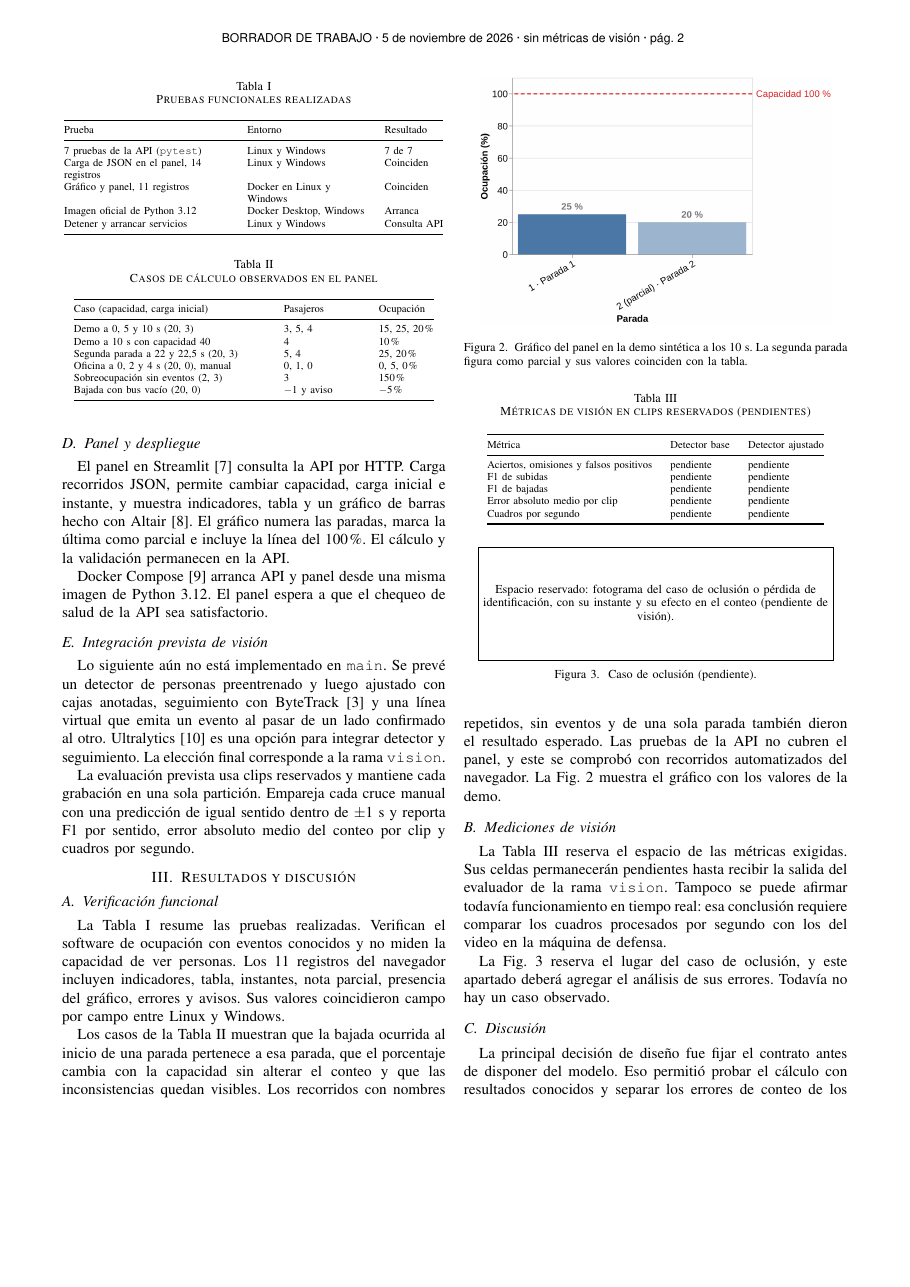 BORRADOR DE TRABAJO · 5 de noviembre de 2026 · sin métricas de visión · pág. 2
Tabla I
PRUEBAS FUNCIONALES REALIZADAS
Prueba Entorno Resultado
7 pruebas de la API (pytest) Linux y Windows 7 de 7
Carga de JSON en el panel, 14 Linux y Windows Coinciden
registros
Gráfico y panel, 11 registros Docker en Linux y Coinciden
Windows
Imagen oficial de Python 3.12 Docker Desktop, Windows Arranca
Detener y arrancar servicios Linux y Windows Consulta API
Tabla II
CASOS DE CÁLCULO OBSERVADOS EN EL PANEL
Caso (capacidad, carga inicial) Pasajeros Ocupación
Demo a 0, 5 y 10 s (20, 3) 3, 5, 4 15, 25, 20 %
Demo a 10 s con capacidad 40 4 10 %
Segunda parada a 22 y 22,5 s (20, 3) 5, 4 25, 20 %
Oficina a 0, 2 y 4 s (20, 0), manual 0, 1, 0 0, 5, 0 %
Sobreocupación sin eventos (2, 3) 3 150 %
Bajada con bus vacío (20, 0) −1 y aviso −5 %
D. Panel y despliegue
El panel en Streamlit [7] consulta la API por HTTP. Carga
recorridos JSON, permite cambiar capacidad, carga inicial e
instante, y muestra indicadores, tabla y un gráfico de barras
hecho con Altair [8]. El gráfico numera las paradas, marca la
última como parcial e incluye la línea del 100 %. El cálculo y
la validación permanecen en la API.
Docker Compose [9] arranca API y panel desde una misma
imagen de Python 3.12. El panel espera a que el chequeo de
salud de la API sea satisfactorio.
E. Integración prevista de visión
Lo siguiente aún no está implementado en main. Se prevé
un detector de personas preentrenado y luego ajustado con
cajas anotadas, seguimiento con ByteTrack [3] y una línea
virtual que emita un evento al pasar de un lado confirmado
al otro. Ultralytics [10] es una opción para integrar detector y
seguimiento. La elección final corresponde a la rama vision.
La evaluación prevista usa clips reservados y mantiene cada
grabación en una sola partición. Empareja cada cruce manual
con una predicción de igual sentido dentro de ±1 s y reporta
F1 por sentido, error absoluto medio del conteo por clip y
cuadros por segundo.
III. RESULTADOS Y DISCUSIÓN
A. Verificación funcional
La Tabla I resume las pruebas realizadas. Verifican el
software de ocupación con eventos conocidos y no miden la
capacidad de ver personas. Los 11 registros del navegador
incluyen indicadores, tabla, instantes, nota parcial, presencia
del gráfico, errores y avisos. Sus valores coincidieron campo
por campo entre Linux y Windows.
Los casos de la Tabla II muestran que la bajada ocurrida al
inicio de una parada pertenece a esa parada, que el porcentaje
cambia con la capacidad sin alterar el conteo y que las
inconsistencias quedan visibles. Los recorridos con nombres
Ocupación (%)
100
80
60
40
20
0
Capacidad 100 %
25 %
20 %
1 · Parada 1
2 (parcial) · Parada 2
Parada
Figura 2. Gráfico del panel en la demo sintética a los 10 s. La segunda parada
figura como parcial y sus valores coinciden con la tabla.
Tabla III
MÉTRICAS DE VISIÓN EN CLIPS RESERVADOS (PENDIENTES)
Métrica Detector base Detector ajustado
Aciertos, omisiones y falsos positivos pendiente pendiente
F1 de subidas pendiente pendiente
F1 de bajadas pendiente pendiente
Error absoluto medio por clip pendiente pendiente
Cuadros por segundo pendiente pendiente
Espacio reservado: fotograma del caso de oclusión o pérdida de
identificación, con su instante y su efecto en el conteo (pendiente de
visión).
Figura 3. Caso de oclusión (pendiente).
repetidos, sin eventos y de una sola parada también dieron
el resultado esperado. Las pruebas de la API no cubren el
panel, y este se comprobó con recorridos automatizados del
navegador. La Fig. 2 muestra el gráfico con los valores de la
demo.
B. Mediciones de visión
La Tabla III reserva el espacio de las métricas exigidas.
Sus celdas permanecerán pendientes hasta recibir la salida del
evaluador de la rama vision. Tampoco se puede afirmar
todavía funcionamiento en tiempo real: esa conclusión requiere
comparar los cuadros procesados por segundo con los del
video en la máquina de defensa.
La Fig. 3 reserva el lugar del caso de oclusión, y este
apartado deberá agregar el análisis de sus errores. Todavía no
hay un caso observado.
C. Discusión
La principal decisión de diseño fue fijar el contrato antes
de disponer del modelo. Eso permitió probar el cálculo con
resultados conocidos y separar los errores de conteo de los